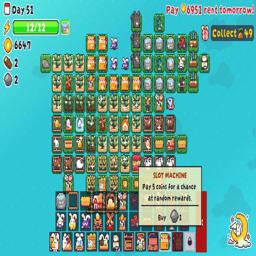 Day 51
Pay 6951 rent tomorrow!
12/12
Collect 49
6647
2
2
SLOT MACHINE
Pay 5 coins for a chance
at random rewards.
Buy 1